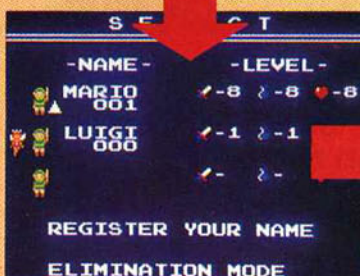 S E     C T
-NAME-   -LEVEL-
MARIO   -8   -8   -8
001
LUIGI   -1   -1
000
-   -
REGISTER YOUR NAME
ELIMINATION MODE